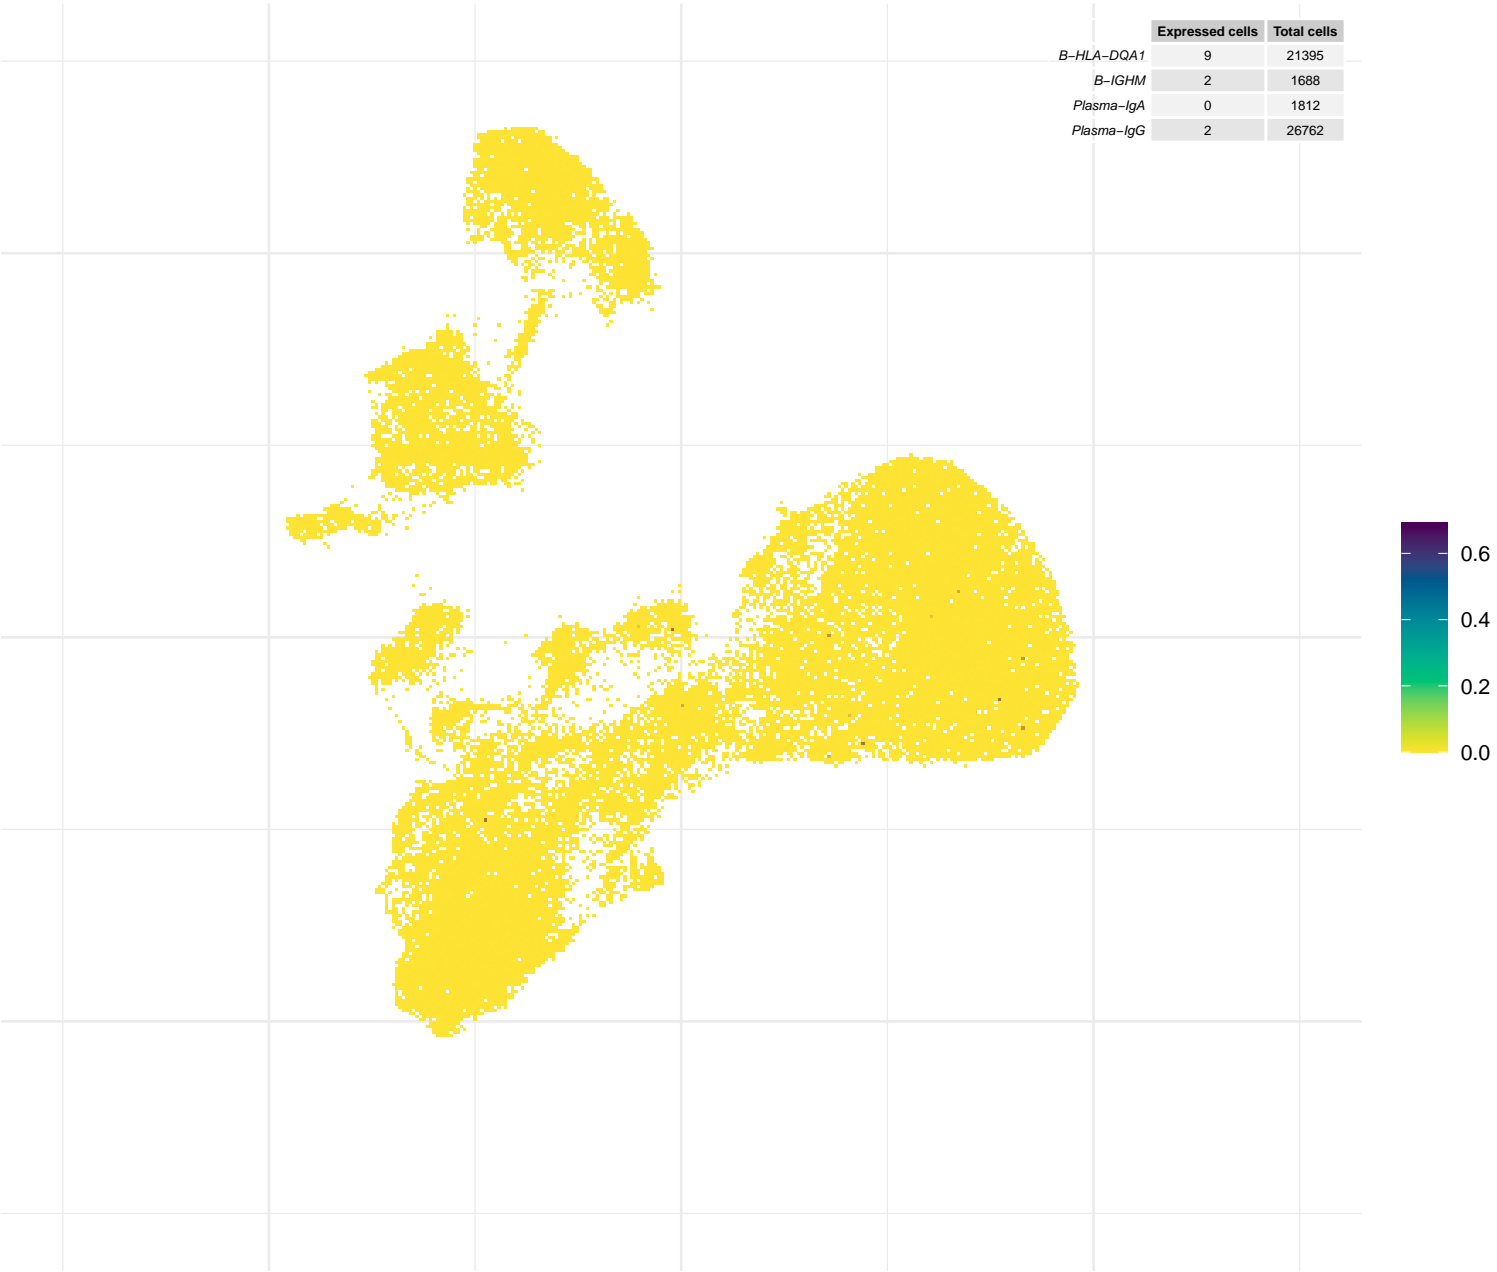 Expressed cells Total cells
B−HLA−DQA1 9 21395
B−IGHM 2 1688
Plasma−IgA 0 1812
Plasma−IgG 2 26762
0.6
0.4
0.2
0.0